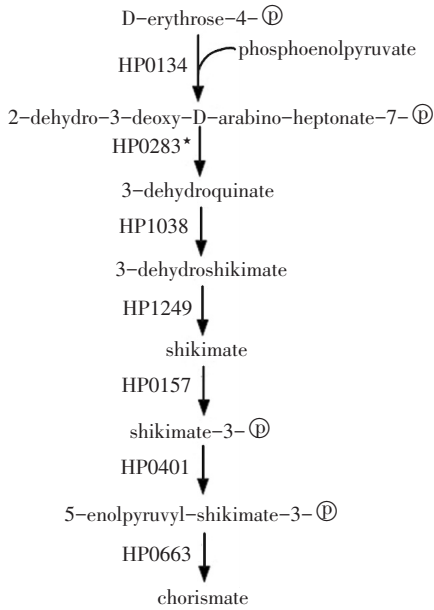 D-erythrose-4-ⓟ
phosphoenolpyruvate
HP0134
2-dehydro-3-deoxy-D-arabino-heptonate-7-ⓟ
HP0283★
3-dehydroquinate
HP1038
3-dehydroshikimate
HP1249
shikimate
HP0157
shikimate-3-ⓟ
HP0401
5-enolpyruvyl-shikimate-3-ⓟ
HP0663
chorismate